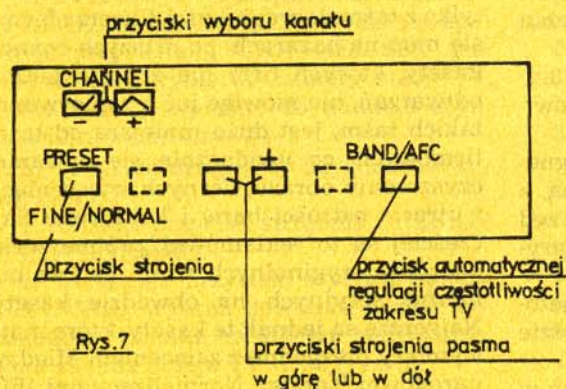 przyciski wyboru kanału
CHANNEL
- +
PRESET - + BAND/AFC
FINE/NORMAL
przycisk strojenia
przycisk automatycznej
regulacji częstotliwości
i zakresu TV
Rys.7
przyciski strojenia pasma
w górę lub w dół